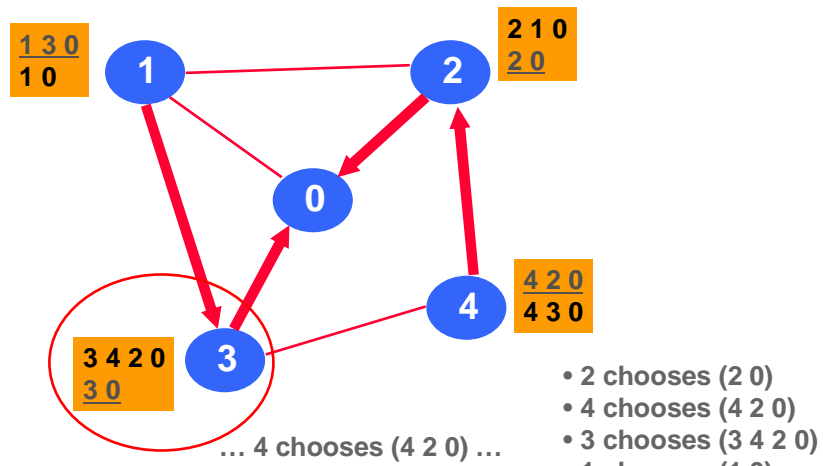 1 3 0
1 0
1
2
2 1 0
2 0
0
4
4 2 0
4 3 0
3 4 2 0
3 0
3
… 4 chooses (4 2 0) …
• 2 chooses (2 0)
• 4 chooses (4 2 0)
• 3 chooses (3 4 2 0)